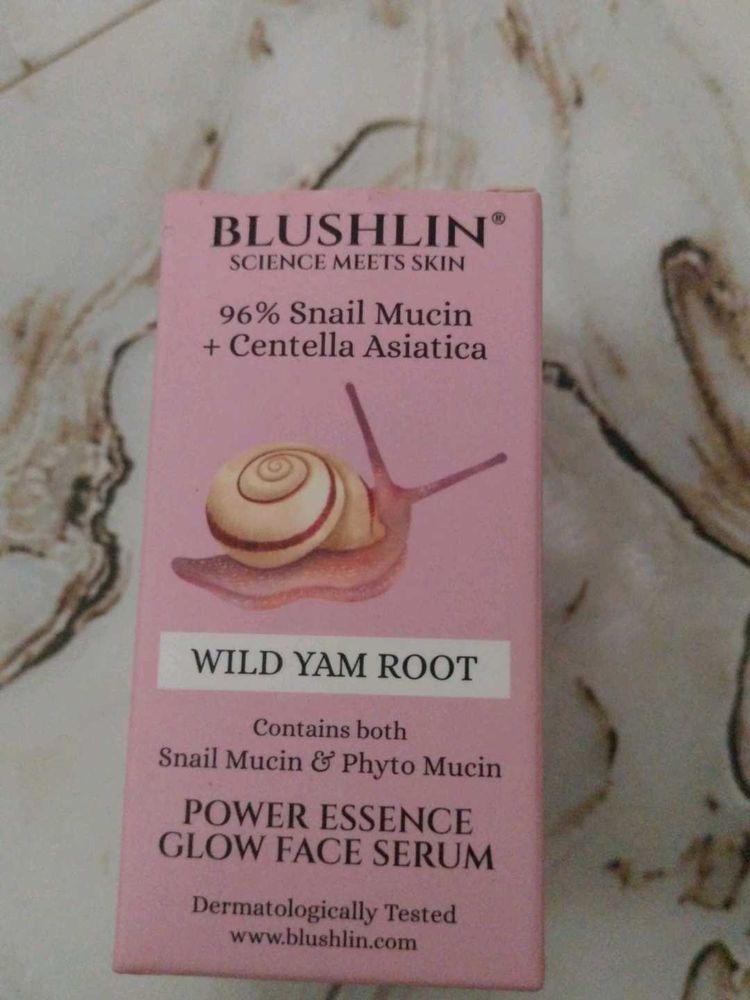 BLUSHLIN®
SCIENCE MEETS SKIN
96% Snail Mucin
+ Centella Asiatica
WILD YAM ROOT
Contains both
Snail Mucin & Phyto Mucin
POWER ESSENCE
GLOW FACE SERUM
Dermatologically Tested
www.blushlin.com